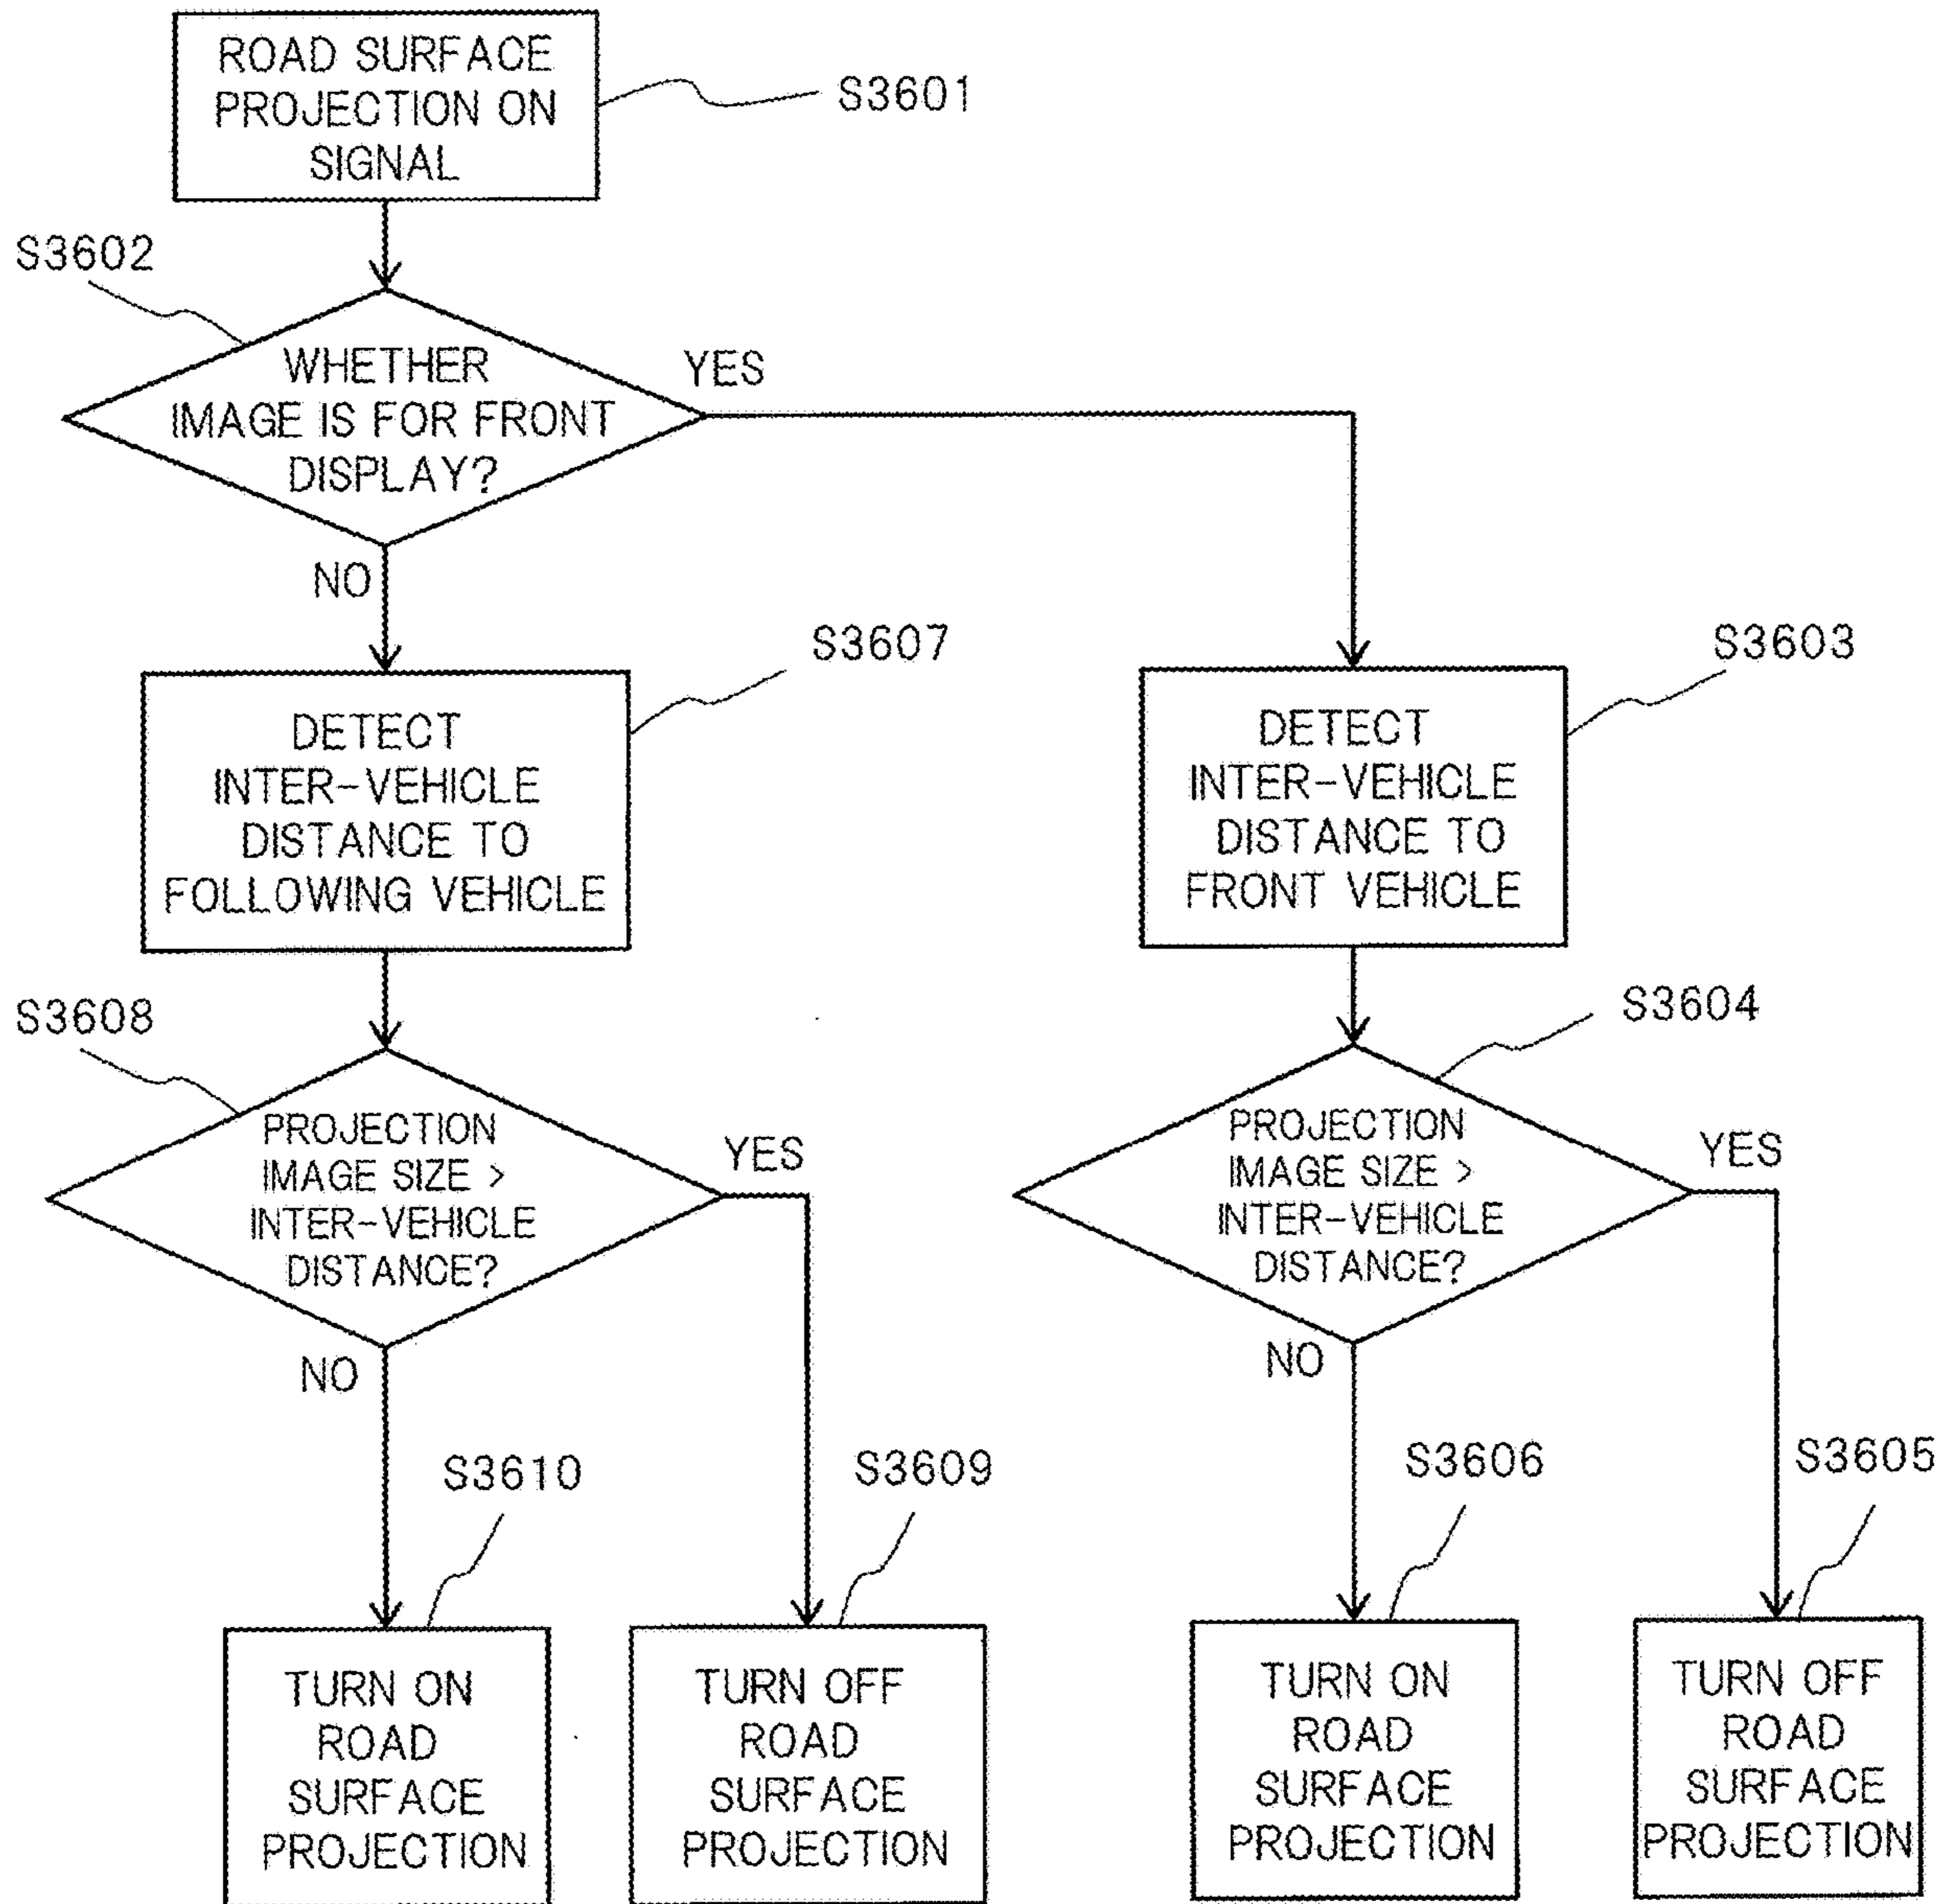 ROAD SURFACE
PROJECTION ON
SIGNAL
S3601
S3602
WHETHER
IMAGE IS FOR FRONT
DISPLAY?
YES
NO
S3607
DETECT
INTER-VEHICLE
DISTANCE TO
FOLLOWING VEHICLE
S3603
DETECT
INTER-VEHICLE
DISTANCE TO
FRONT VEHICLE
S3608
PROJECTION
IMAGE SIZE >
INTER-VEHICLE
DISTANCE?
YES
NO
S3604
PROJECTION
IMAGE SIZE >
INTER-VEHICLE
DISTANCE?
YES
NO
S3610
TURN ON
ROAD
SURFACE
PROJECTION
S3609
TURN OFF
ROAD
SURFACE
PROJECTION
S3606
TURN ON
ROAD
SURFACE
PROJECTION
S3605
TURN OFF
ROAD
SURFACE
PROJECTION